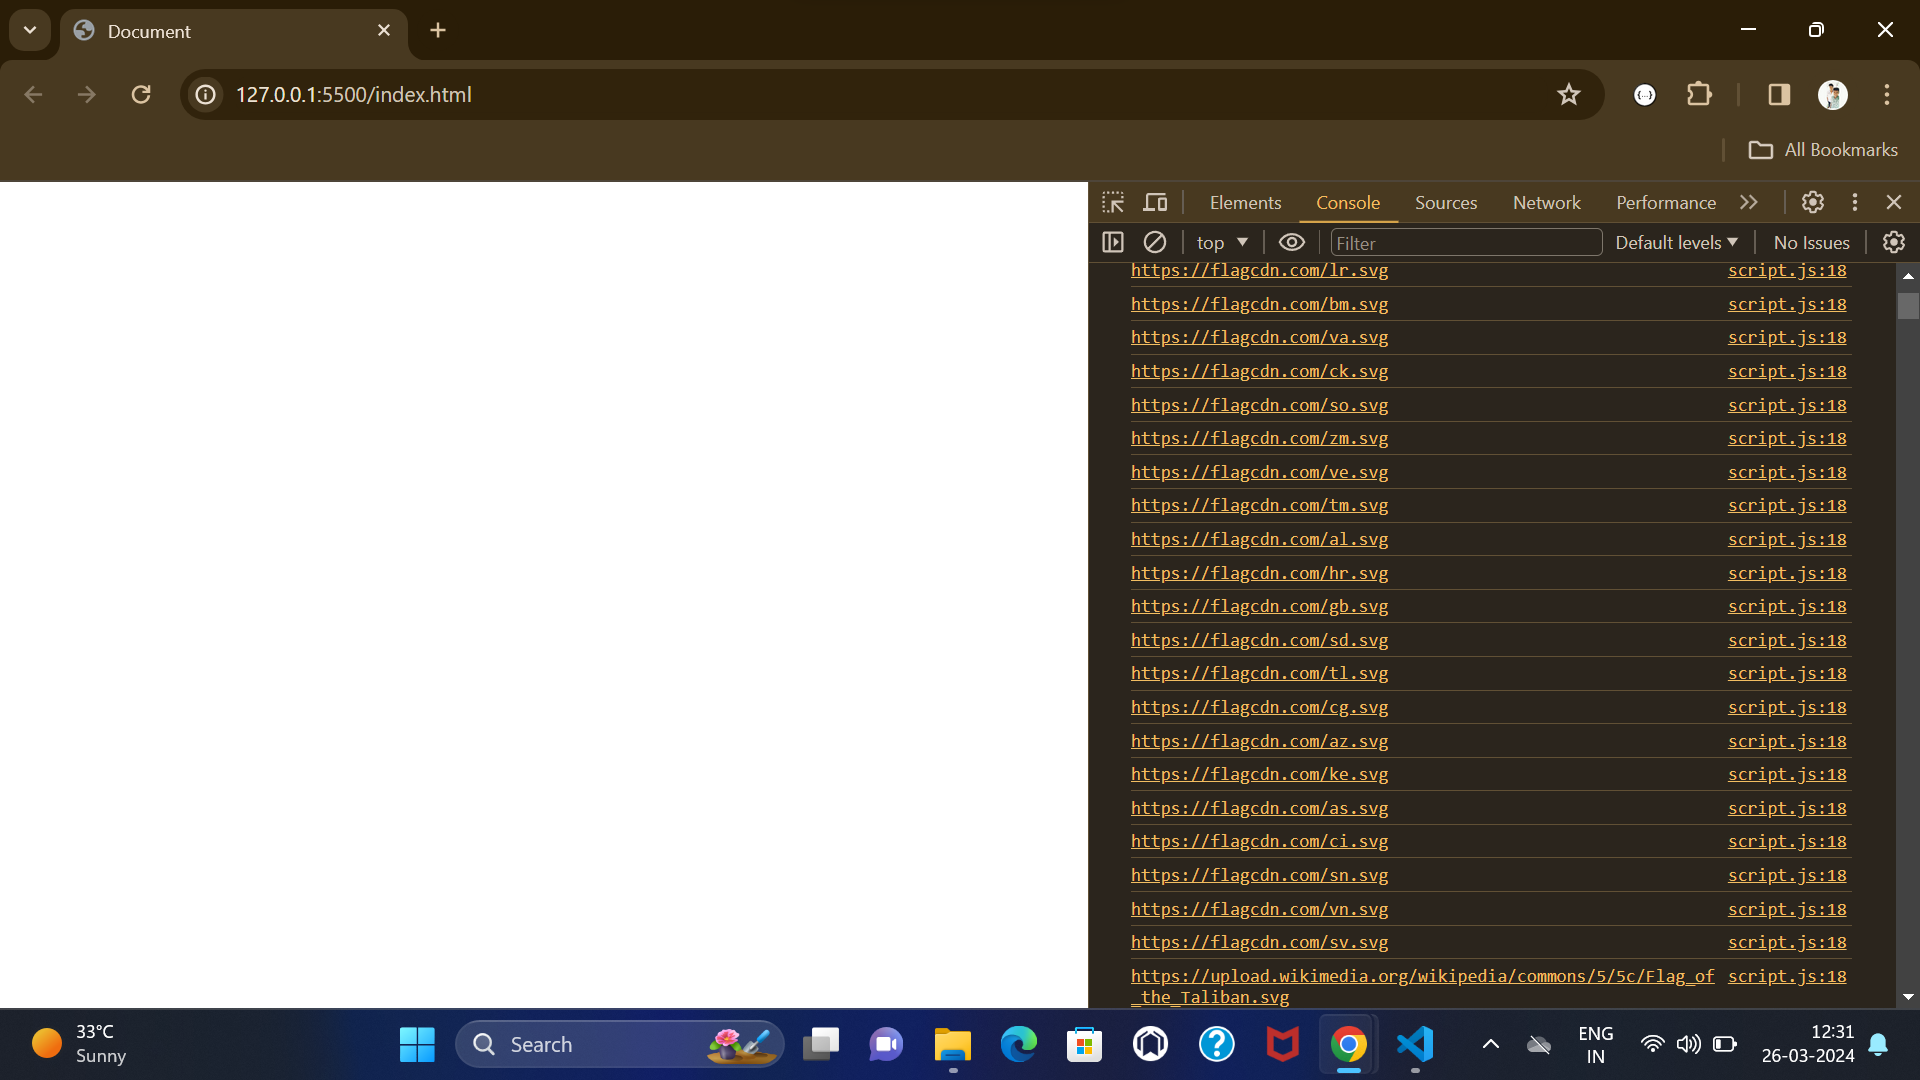 Document
127.0.0.1:5500/index.html
All Bookmarks
Elements Console Sources Network Performance
top Filter Default levels No Issues
https://flagcdn.com/lr.svg script.js:18
https://flagcdn.com/bm.svg script.js:18
https://flagcdn.com/va.svg script.js:18
https://flagcdn.com/ck.svg script.js:18
https://flagcdn.com/so.svg script.js:18
https://flagcdn.com/zm.svg script.js:18
https://flagcdn.com/ve.svg script.js:18
https://flagcdn.com/tm.svg script.js:18
https://flagcdn.com/al.svg script.js:18
https://flagcdn.com/hr.svg script.js:18
https://flagcdn.com/gb.svg script.js:18
https://flagcdn.com/sd.svg script.js:18
https://flagcdn.com/tl.svg script.js:18
https://flagcdn.com/cg.svg script.js:18
https://flagcdn.com/az.svg script.js:18
https://flagcdn.com/ke.svg script.js:18
https://flagcdn.com/as.svg script.js:18
https://flagcdn.com/ci.svg script.js:18
https://flagcdn.com/sn.svg script.js:18
https://flagcdn.com/vn.svg script.js:18
https://flagcdn.com/sv.svg script.js:18
https://upload.wikimedia.org/wikipedia/commons/5/5c/Flag_of script.js:18
_the_Taliban.svg
33°C
Sunny
Search
ENG
IN
12:31
26-03-2024